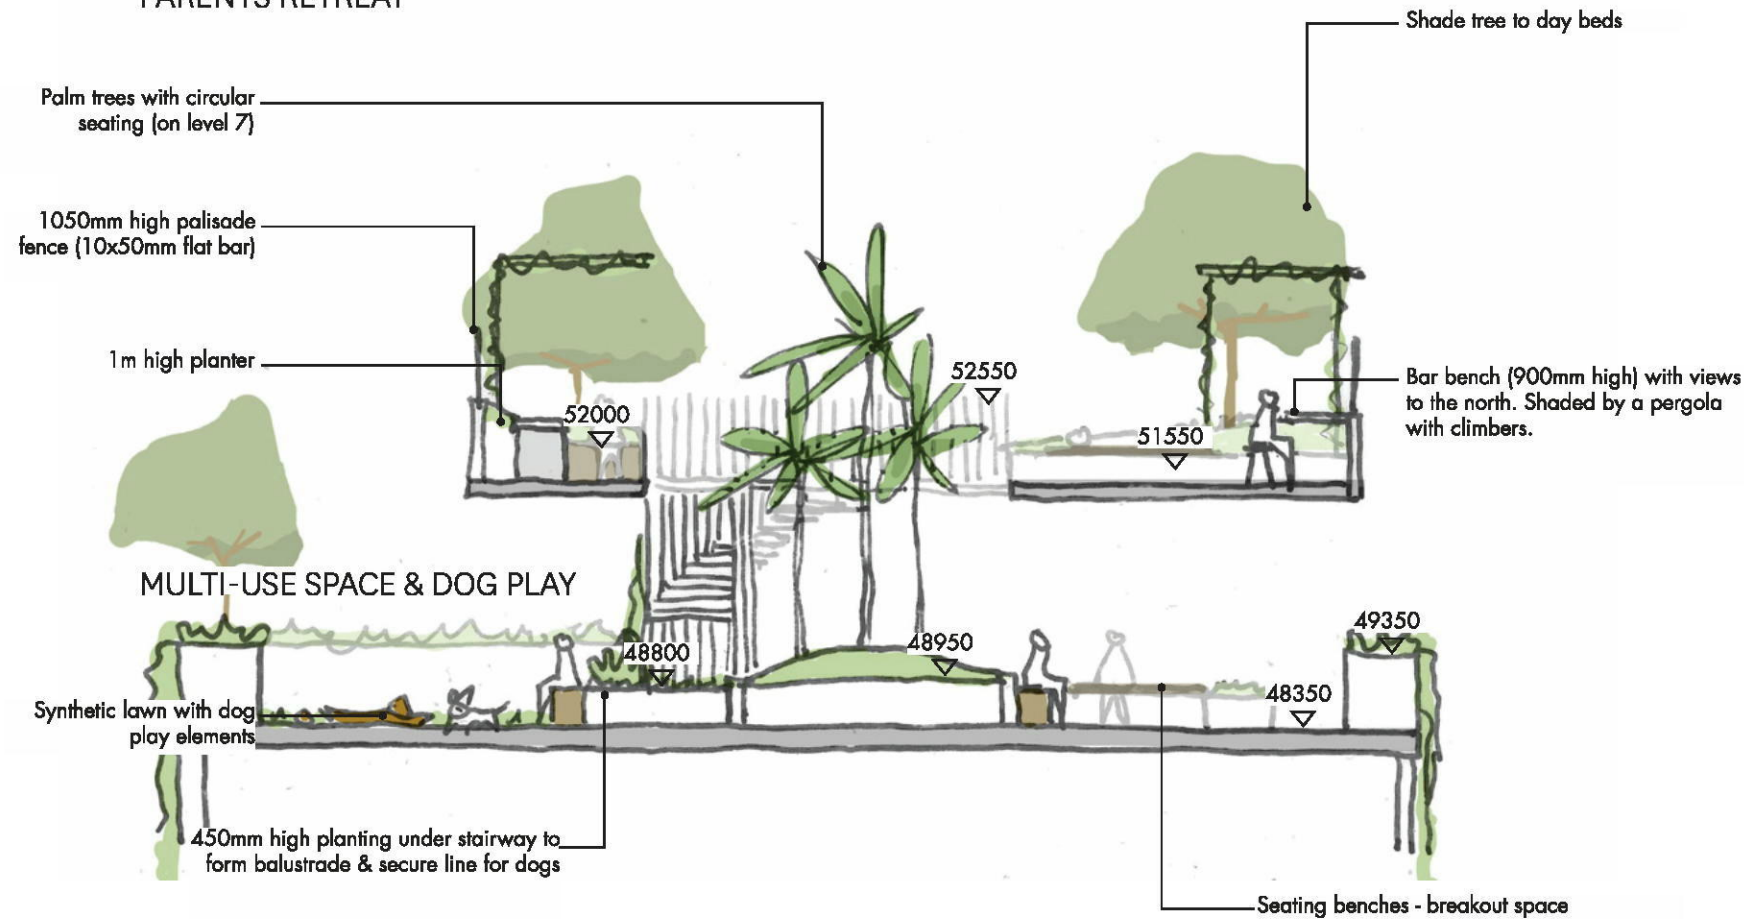 PARENTS RETREAT
Shade tree to day beds
Palm trees with circular
seating (on level 7)
1050mm high palisade
fence (10x50mm flat bar)
1m high planter
52550
52000
51550
Bar bench (900mm high) with views
to the north. Shaded by a pergola
with climbers.
MULTI-USE SPACE & DOG PLAY
48800
48950
49350
48350
Synthetic lawn with dog
play elements
450mm high planting under stairway to
form balustrade & secure line for dogs
Seating benches - breakout space